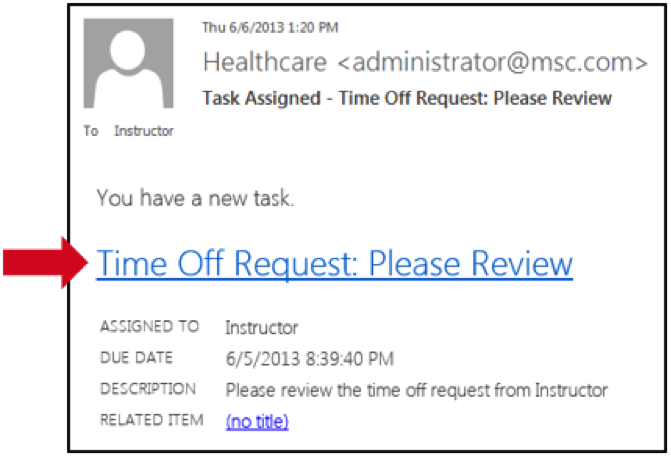 Thu 6/6/2013 1:20 PM
Healthcare <administrator@msc.com>
Task Assigned - Time Off Request: Please Review
To Instructor
You have a new task.
Time Off Request: Please Review
ASSIGNED TO Instructor
DUE DATE 6/5/2013 8:39:40 PM
DESCRIPTION Please review the time off request from Instructor
RELATED ITEM (no title)